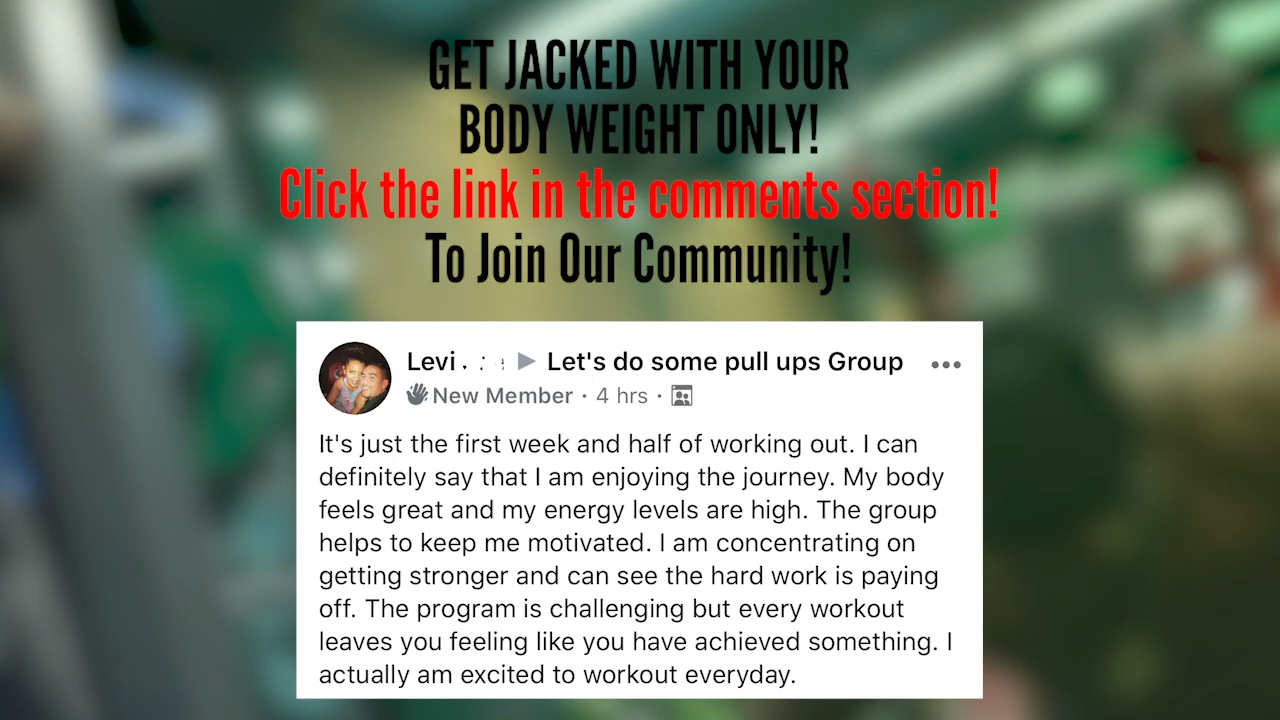 GET JACKED WITH YOUR
BODY WEIGHT ONLY!
Click the link in the comments section!
To Join Our Community!
Levi Let's do some pull ups Group
New Member · 4 hrs ·
It's just the first week and half of working out. I can
definitely say that I am enjoying the journey. My body
feels great and my energy levels are high. The group
helps to keep me motivated. I am concentrating on
getting stronger and can see the hard work is paying
off. The program is challenging but every workout
leaves you feeling like you have achieved something. I
actually am excited to workout everyday.